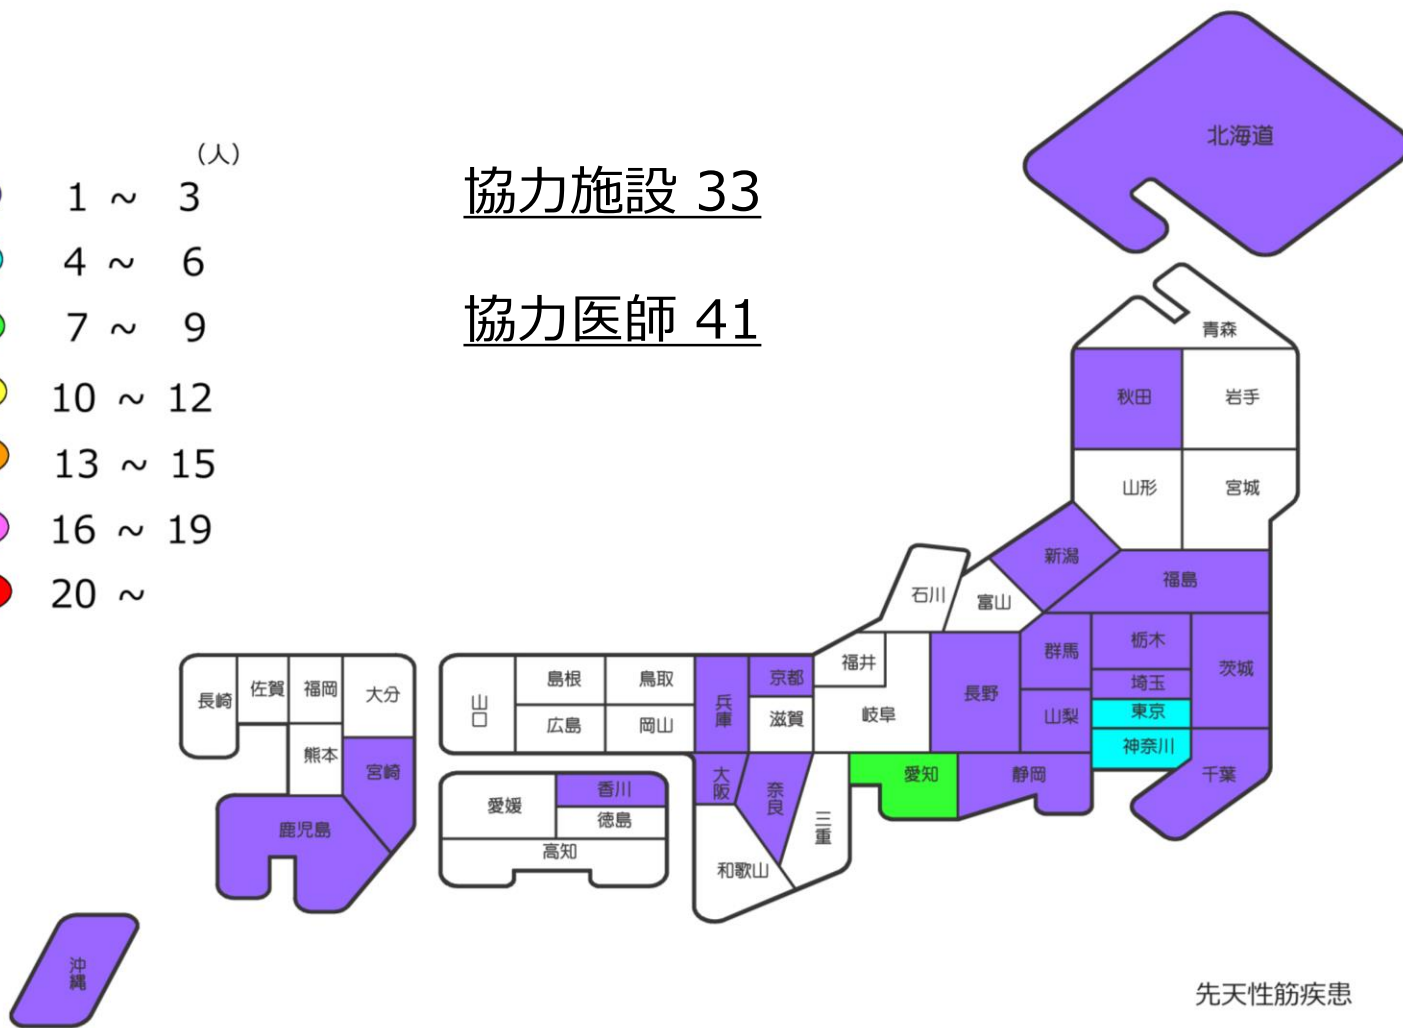 (人)
1 ~ 3
4 ~ 6
7 ~ 9
10 ~ 12
13 ~ 15
16 ~ 19
20 ~
協力施設 33
協力医師 41
北海道
青森
秋田
岩手
山形
宮城
新潟
福島
石川
富山
群馬
栃木
茨城
福井
長野
埼玉
岐阜
山梨
東京
神奈川
千葉
愛知
静岡
山口
島根
鳥取
広島
岡山
兵庫
京都
滋賀
大阪
奈良
三重
和歌山
愛媛
香川
徳島
高知
長崎
佐賀
福岡
大分
熊本
宮崎
鹿児島
沖縄
先天性筋疾患